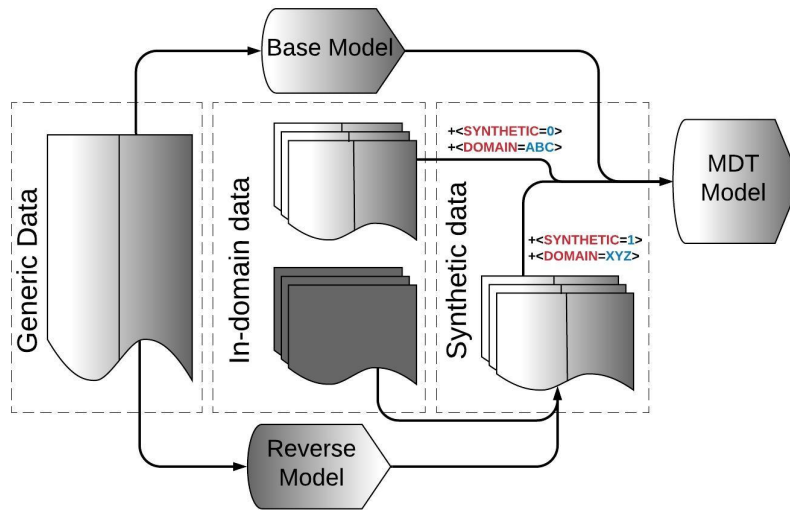 Base Model
+<SYNTHETIC=0>
+<DOMAIN=ABC>
MDT
Model
Generic Data
In-domain data
Synthetic data
+<SYNTHETIC=1>
+<DOMAIN=XYZ>
Reverse
Model